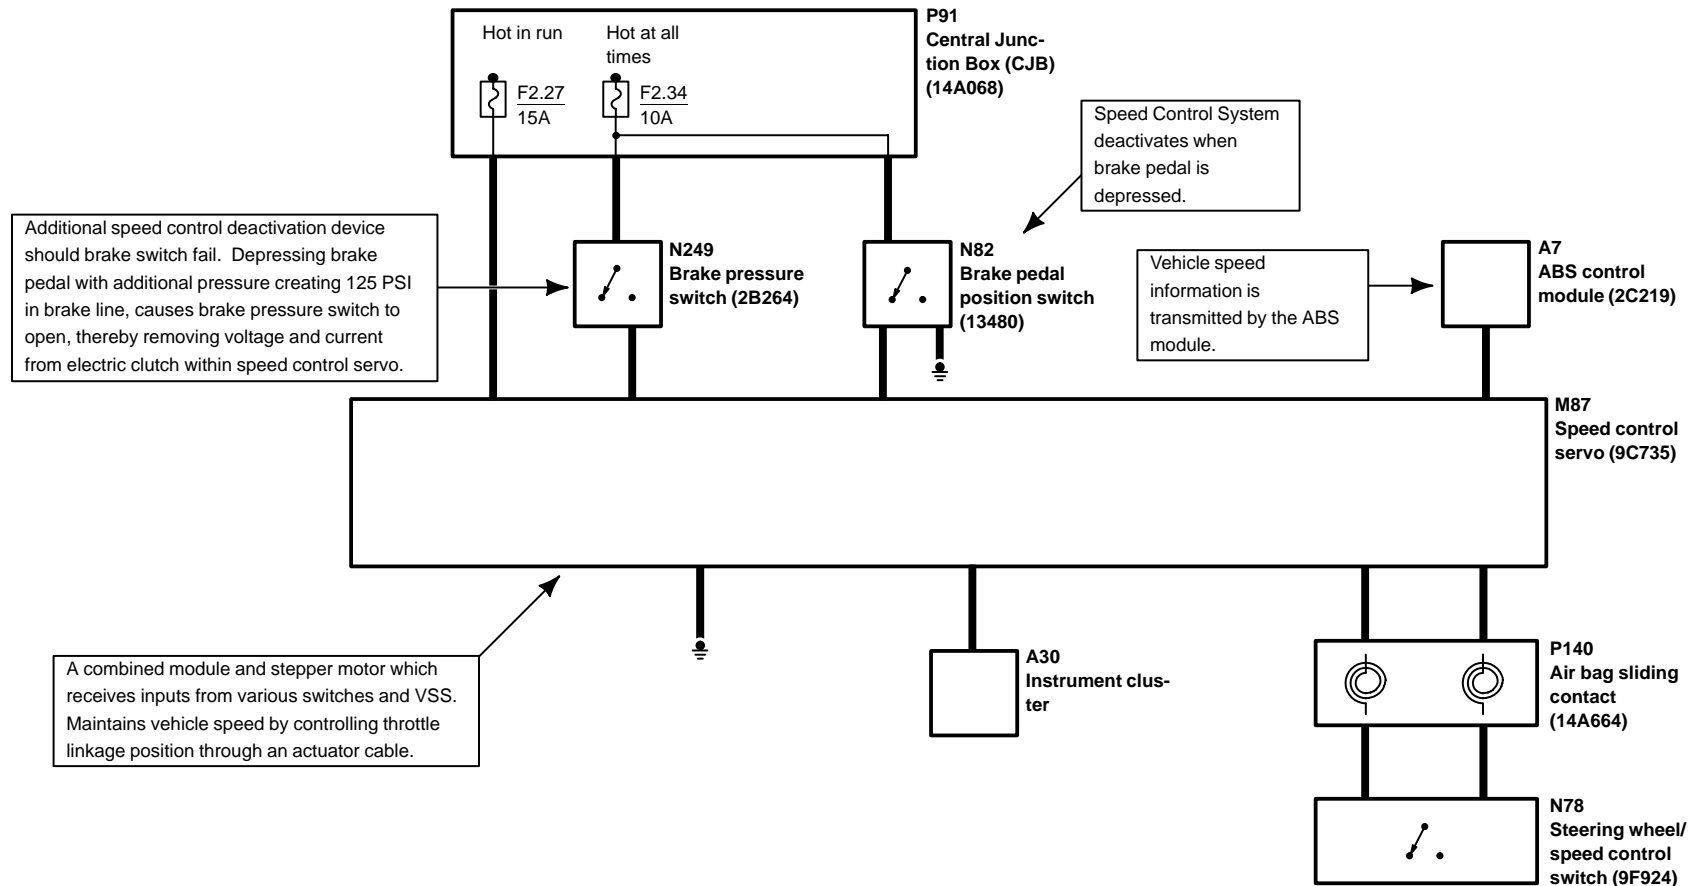 P91
Central Junc-
tion Box (CJB)
(14A068)
Hot in run
Hot at all
times
F2.27
15A
F2.34
10A
Speed Control System
deactivates when
brake pedal is
depressed.
Additional speed control deactivation device
should brake switch fail.  Depressing brake
pedal with additional pressure creating 125 PSI
in brake line, causes brake pressure switch to
open, thereby removing voltage and current
from electric clutch within speed control servo.
N249
Brake pressure
switch (2B264)
N82
Brake pedal
position switch
(13480)
Vehicle speed
information is
transmitted by the ABS
module.
A7
ABS control
module (2C219)
M87
Speed control
servo (9C735)
A combined module and stepper motor which
receives inputs from various switches and VSS.
Maintains vehicle speed by controlling throttle
linkage position through an actuator cable.
A30
Instrument clus-
ter
P140
Air bag sliding
contact
(14A664)
N78
Steering wheel/
speed control
switch (9F924)